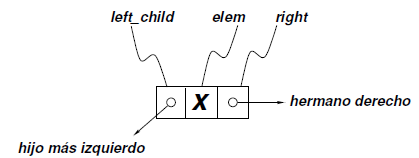 left_child elem right
X
hermano derecho
hijo más izquierdo